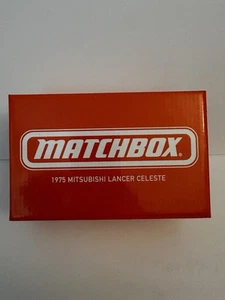 MATCHBOX®
1975 MITSUBISHI LANCER CELESTE